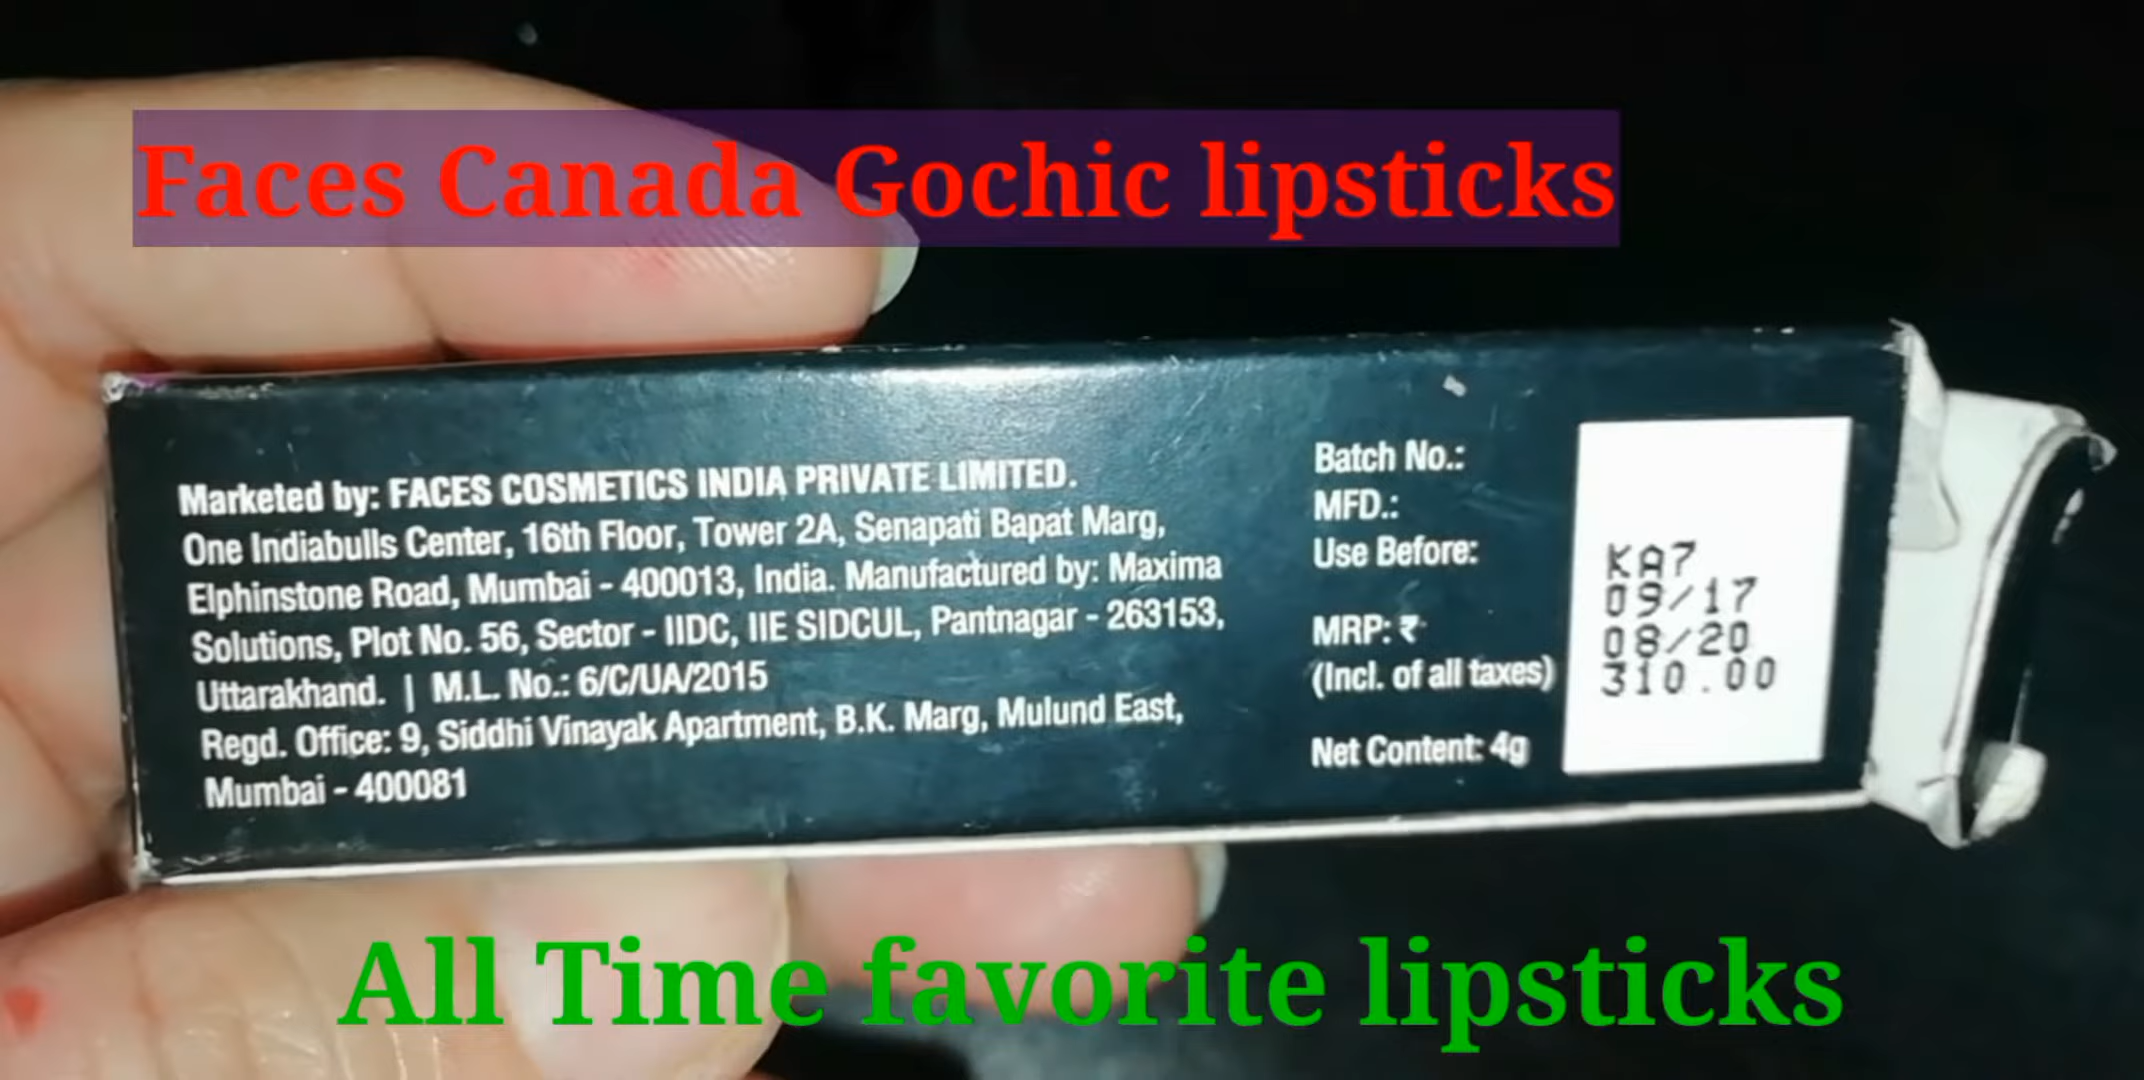 Faces Canada Gochic lipsticks
Marketed by: FACES COSMETICS INDIA PRIVATE LIMITED.
One Indiabulls Center, 16th Floor, Tower 2A, Senapati Bapat Marg,
Elphinstone Road, Mumbai - 400013, India. Manufactured by: Maxima
Solutions, Plot No. 56, Sector - IIDC, IIE SIDCUL, Pantnagar - 263153,
Uttarakhand. | M.L. No.: 6/C/UA/2015
Regd. Office: 9, Siddhi Vinayak Apartment, B.K. Marg, Mulund East,
Mumbai - 400081
Batch No.:
MFD.:
Use Before:
MRP: ₹
(Incl. of all taxes)
Net Content: 4g
KA7
09/17
08/20
310.00
All Time favorite lipsticks